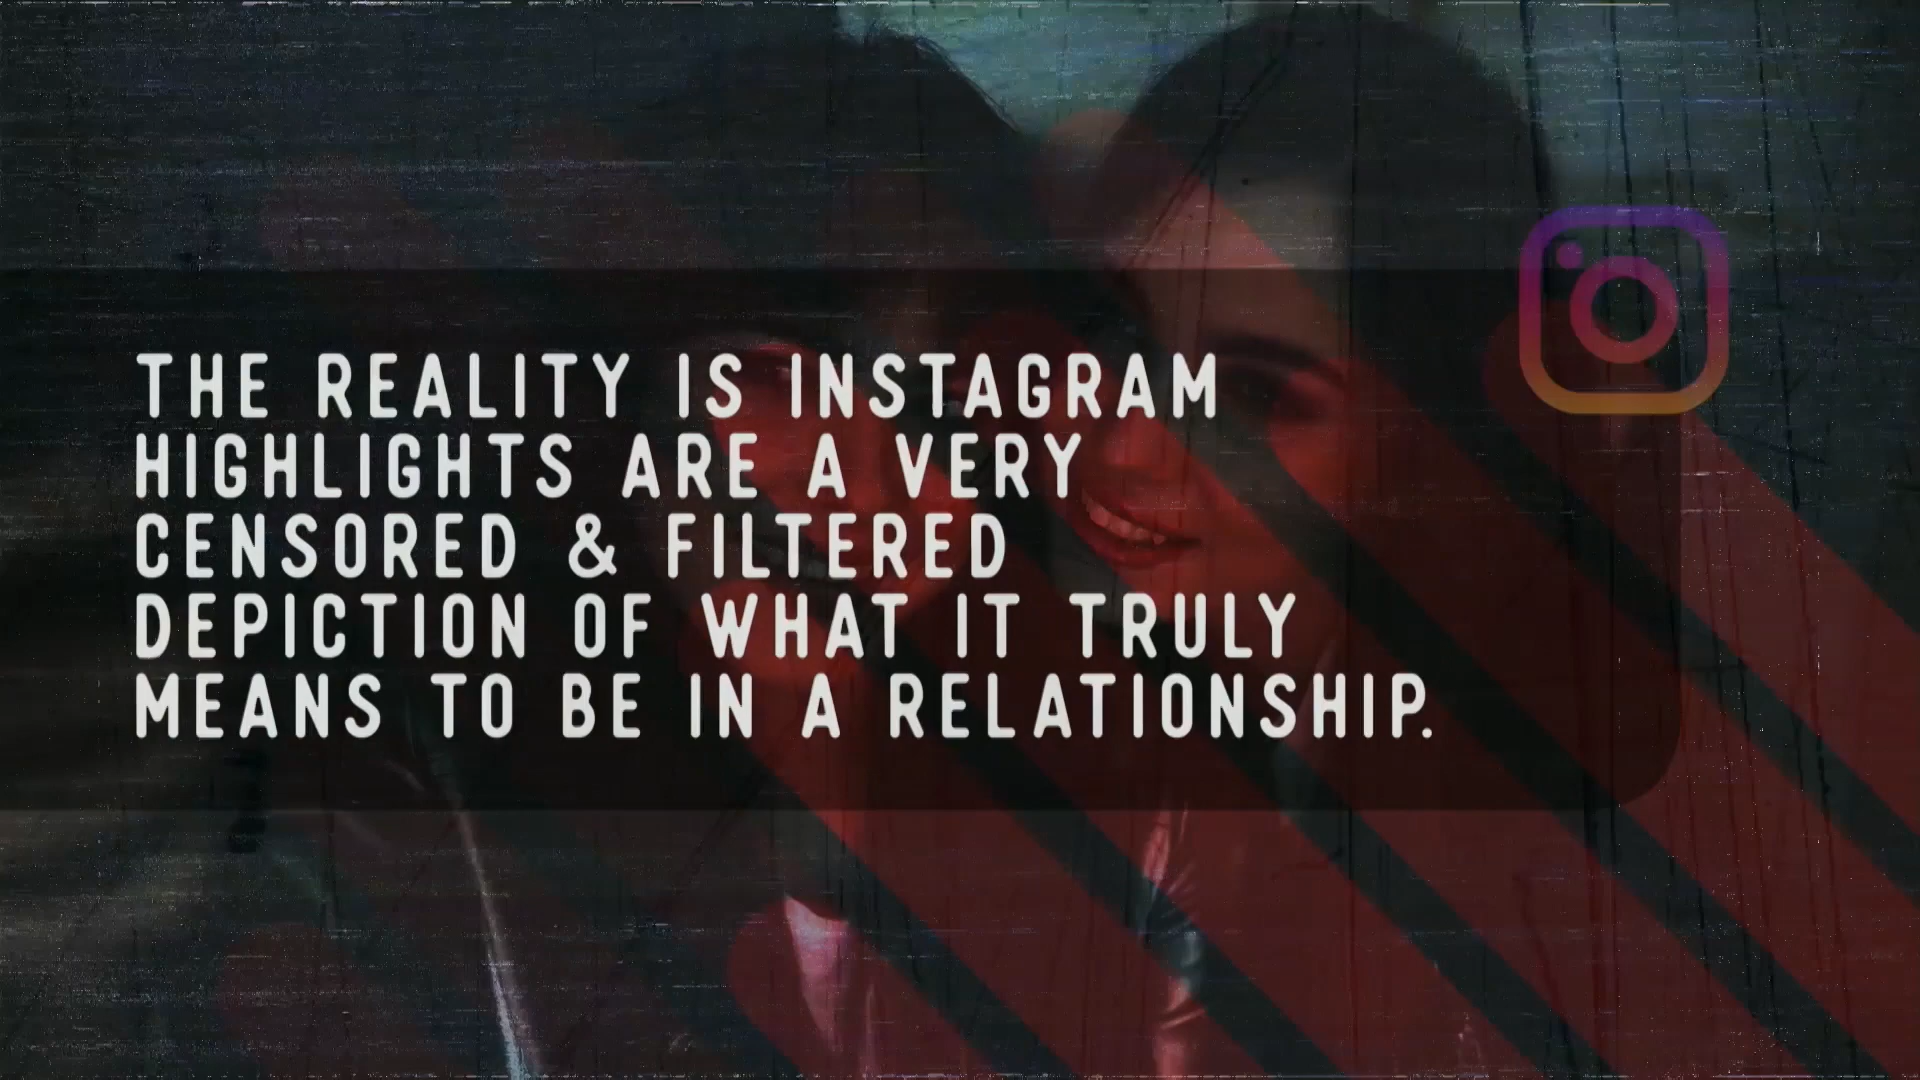 THE REALITY IS INSTAGRAM
HIGHLIGHTS ARE A VERY
CENSORED & FILTERED
DEPICTION OF WHAT IT TRULY
MEANS TO BE IN A RELATIONSHIP.